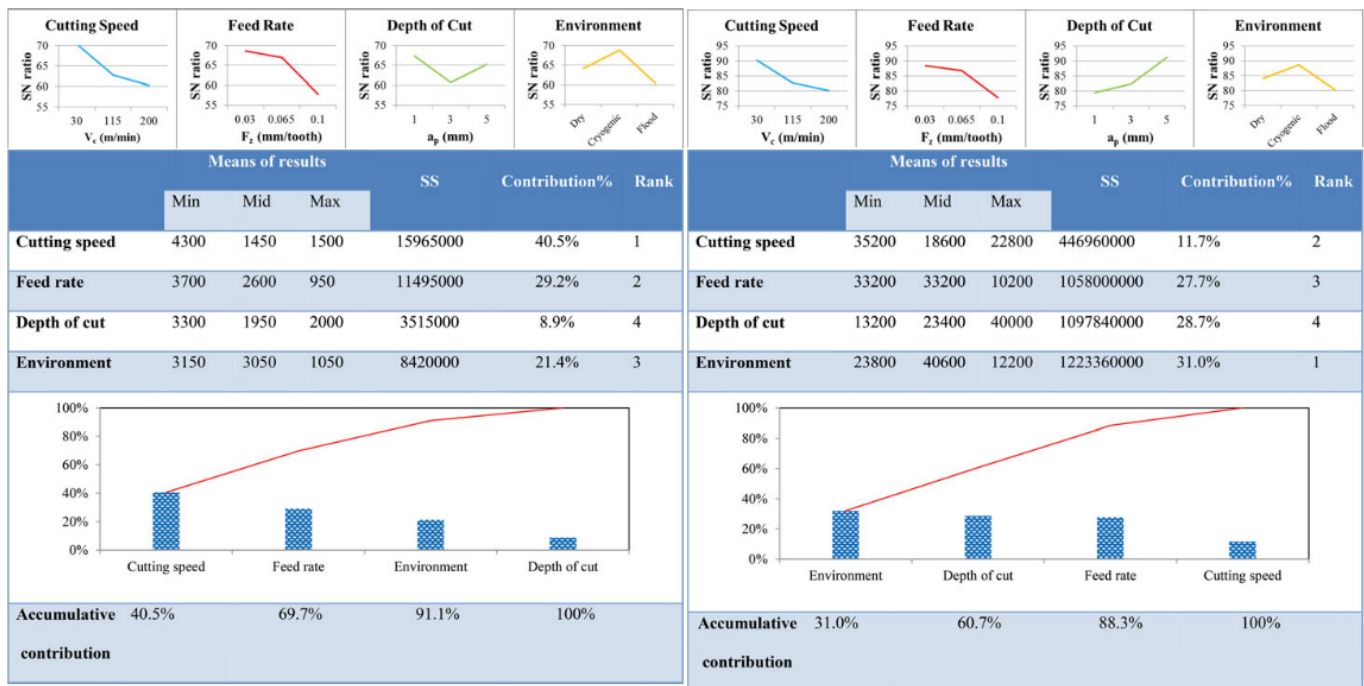 Cutting Speed
Feed Rate
Depth of Cut
Environment
SN ratio
70
65
60
55
30 115 200
Vc (m/min)
SN ratio
70
65
60
55
0.03 0.065 0.1
Fz (mm/tooth)
SN ratio
70
65
60
55
1 3 5
ap (mm)
SN ratio
70
65
60
55
Dry
Cryogenic
Flood
Means of results SS Contribution% Rank
Min Mid Max
Cutting speed 4300 1450 1500 15965000 40.5% 1
Feed rate 3700 2600 950 11495000 29.2% 2
Depth of cut 3300 1950 2000 3515000 8.9% 4
Environment 3150 3050 1050 8420000 21.4% 3
100%
80%
60%
40%
20%
0%
Cutting speed Feed rate Environment Depth of cut
Accumulative 40.5% 69.7% 91.1% 100%
contribution
Cutting Speed
Feed Rate
Depth of Cut
Environment
SN ratio
95
90
85
80
75
30 115 200
Vc (m/min)
SN ratio
95
90
85
80
75
0.03 0.065 0.1
Fz (mm/tooth)
SN ratio
95
90
85
80
75
1 3 5
ap (mm)
SN ratio
95
90
85
80
75
Dry
Cryogenic
Flood
Means of results SS Contribution% Rank
Min Mid Max
Cutting speed 35200 18600 22800 446960000 11.7% 2
Feed rate 33200 33200 10200 1058000000 27.7% 3
Depth of cut 13200 23400 40000 1097840000 28.7% 4
Environment 23800 40600 12200 1223360000 31.0% 1
100%
80%
60%
40%
20%
0%
Environment Depth of cut Feed rate Cutting speed
Accumulative 31.0% 60.7% 88.3% 100%
contribution